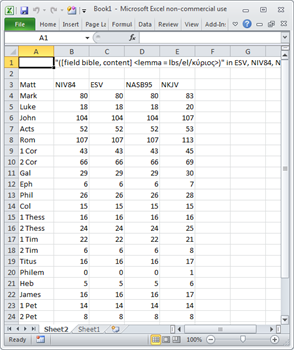 Book1 - Microsoft Excel non-commercial use
File Home Insert Page La Formul Data Review View Add-In
A1 fx
A B C D E F G
1 "([field bible, content] <lemma = lbs/el/κύριος>)" in ESV, NIV84, N
2
3 Matt NIV84 ESV NASB95 NKJV
4 Mark 80 80 80 83
5 Luke 18 18 18 20
6 John 104 104 104 107
7 Acts 52 52 52 53
8 Rom 107 107 107 113
9 1 Cor 43 43 43 45
10 2 Cor 66 66 66 69
11 Gal 29 29 29 30
12 Eph 6 6 6 7
13 Phil 26 26 26 28
14 Col 15 15 15 15
15 1 Thess 16 16 16 16
16 2 Thess 24 24 24 25
17 1 Tim 22 22 22 21
18 2 Tim 6 6 6 8
19 Titus 16 16 16 17
20 Philem 0 0 0 1
21 Heb 5 5 5 6
22 James 16 16 16 17
23 1 Pet 14 14 14 14
24 2 Pet 8 8 8 8
Sheet2 Sheet1
Ready 100%